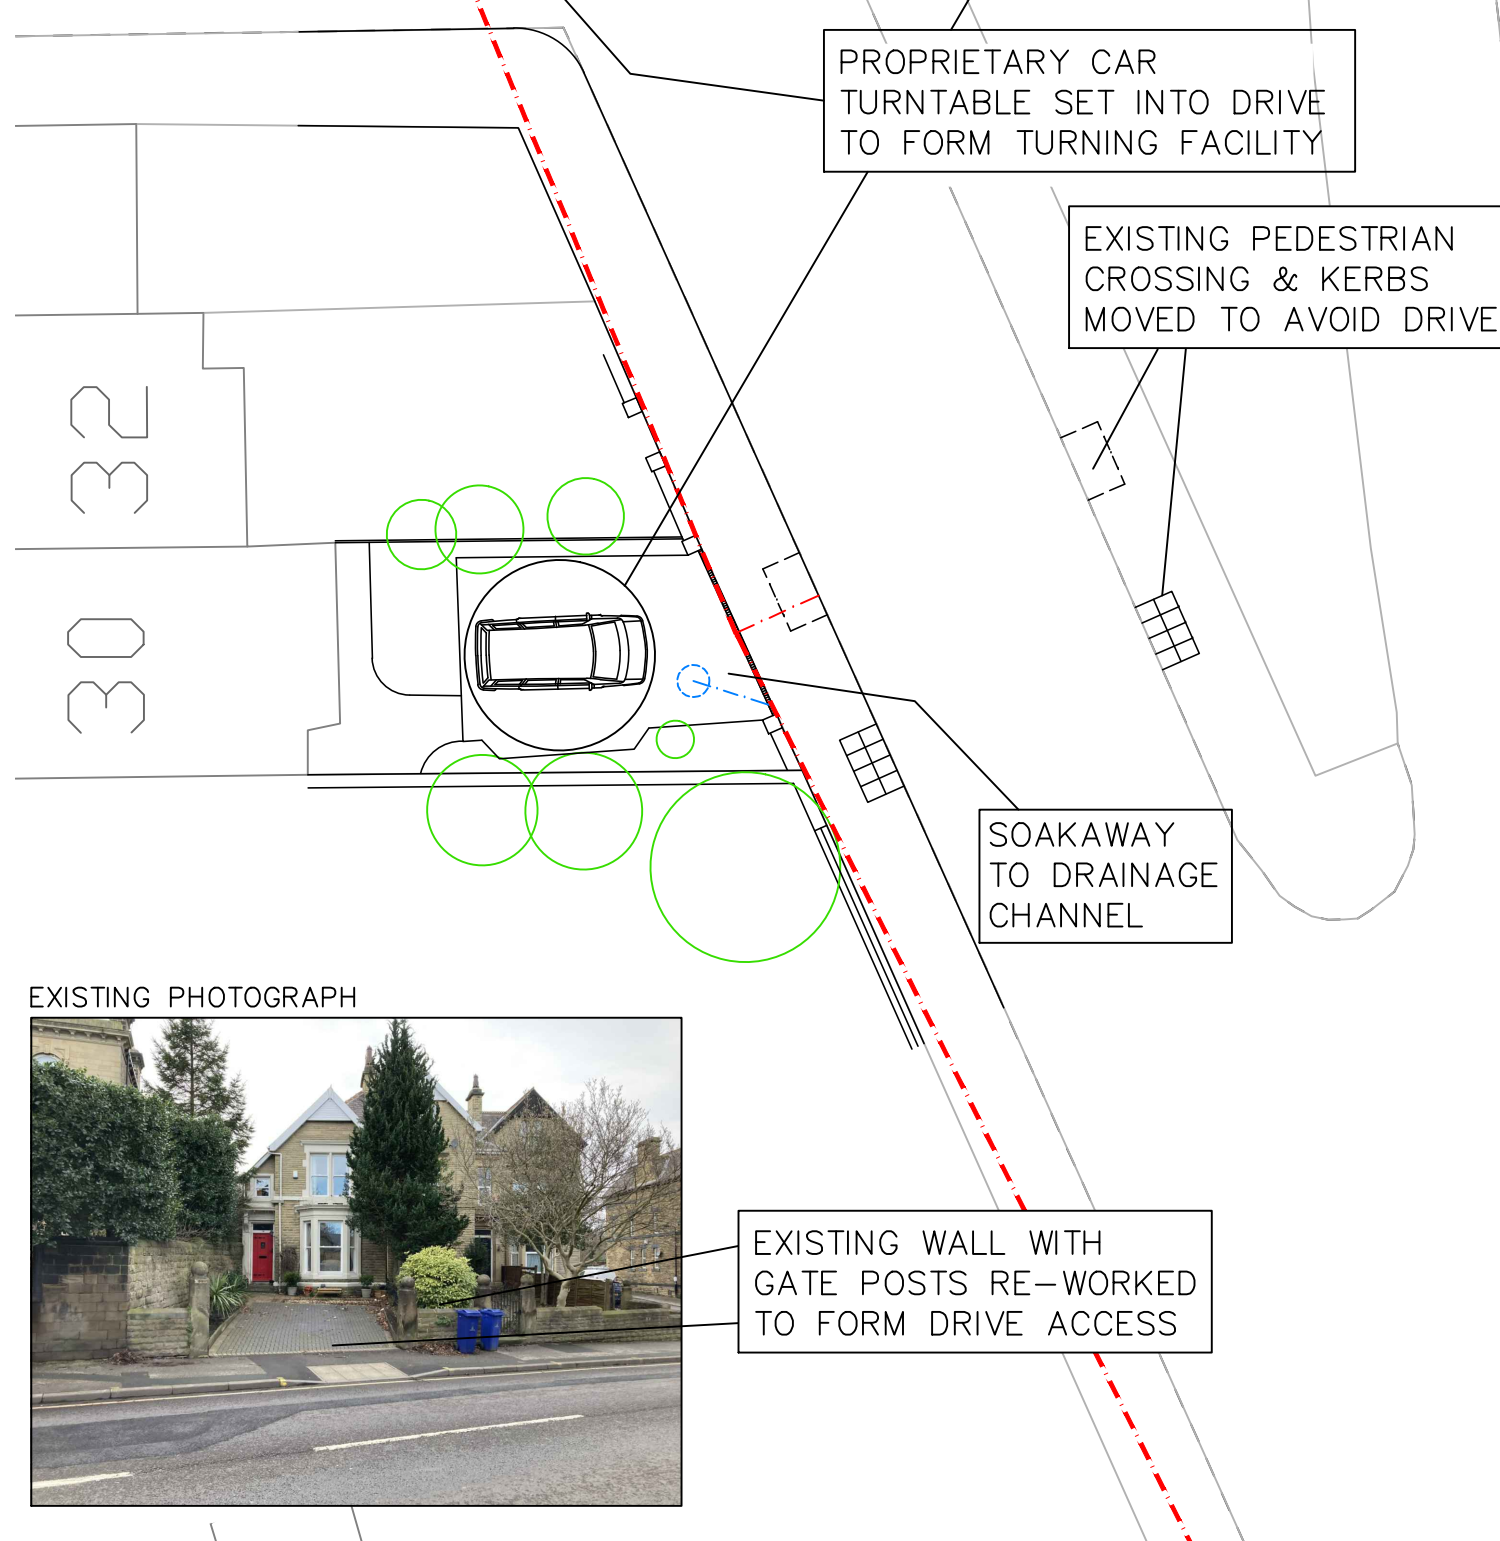 PROPRIETARY CAR
TURNTABLE SET INTO DRIVE
TO FORM TURNING FACILITY
EXISTING PEDESTRIAN
CROSSING & KERBS
MOVED TO AVOID DRIVE
32
30
SOAKAWAY
TO DRAINAGE
CHANNEL
EXISTING PHOTOGRAPH
EXISTING WALL WITH
GATE POSTS RE-WORKED
TO FORM DRIVE ACCESS